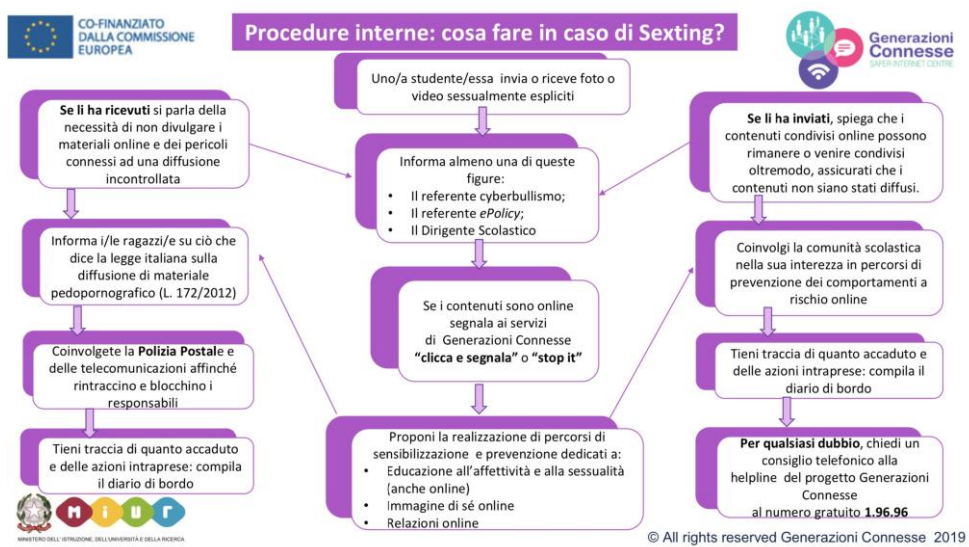 CO-FINANZIATO
DALLA COMMISSIONE
EUROPEA
Procedure interne: cosa fare in caso di Sexting?
Generazioni
Connesse
SAFER INTERNET CENTRE
Uno/a studente/essa invia o riceve foto o
video sessualmente espliciti
Se li ha ricevuti si parla della
necessità di non divulgare i
materiali online e dei pericoli
connessi ad una diffusione
incontrollata
Informa i/le ragazzi/e su ciò che
dice la legge italiana sulla
diffusione di materiale
pedopornografico (L. 172/2012)
Coinvolgete la Polizia Postale e
delle telecomunicazioni affinché
rintraccino e blocchino i
responsabili
Tieni traccia di quanto accaduto
e delle azioni intraprese: compila
il diario di bordo
Informa almeno una di queste
figure:
• Il referente cyberbullismo;
• Il referente ePolicy;
• Il Dirigente Scolastico
Se i contenuti sono online
segnala ai servizi
di Generazioni Connesse
“clicca e segnala” o “stop it”
Proponi la realizzazione di percorsi di
sensibilizzazione e prevenzione dedicati a:
• Educazione all’affettività e alla sessualità
(anche online)
• Immagine di sé online
• Relazioni online
Se li ha inviati, spiega che i
contenuti condivisi online possono
rimanere o venire condivisi
oltremodo, assicurati che i
contenuti non siano stati diffusi.
Coinvolgi la comunità scolastica
nella sua interezza in percorsi di
prevenzione dei comportamenti a
rischio online
Tieni traccia di quanto accaduto e
delle azioni intraprese: compila il
diario di bordo
Per qualsiasi dubbio, chiedi un
consiglio telefonico alla
helpline del progetto Generazioni
Connesse
al numero gratuito 1.96.96
MIUR
MINISTERO DELL' ISTRUZIONE, DELL'UNIVERSITÀ E DELLA RICERCA
© All rights reserved Generazioni Connesse 2019